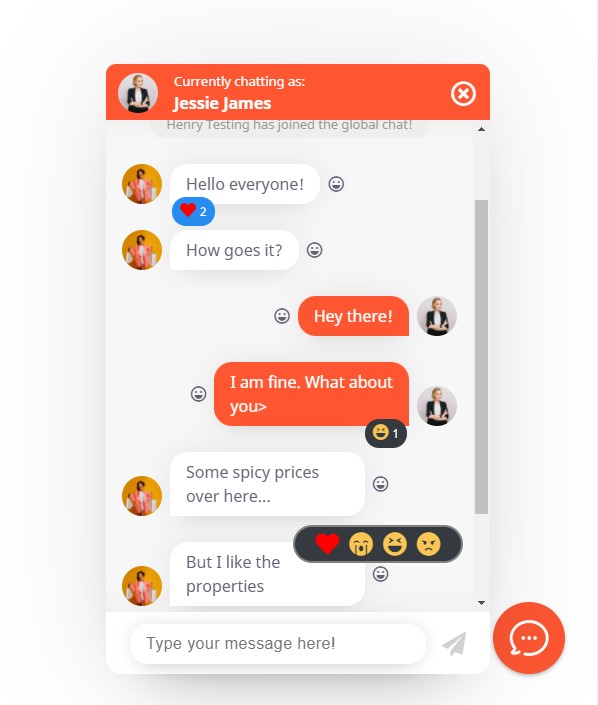 Currently chatting as:
Jessie James
Henry Testing has joined the global chat!
Hello everyone!
2
How goes it?
Hey there!
I am fine. What about
you>
1
Some spicy prices
over here...
But I like the
properties
Type your message here!